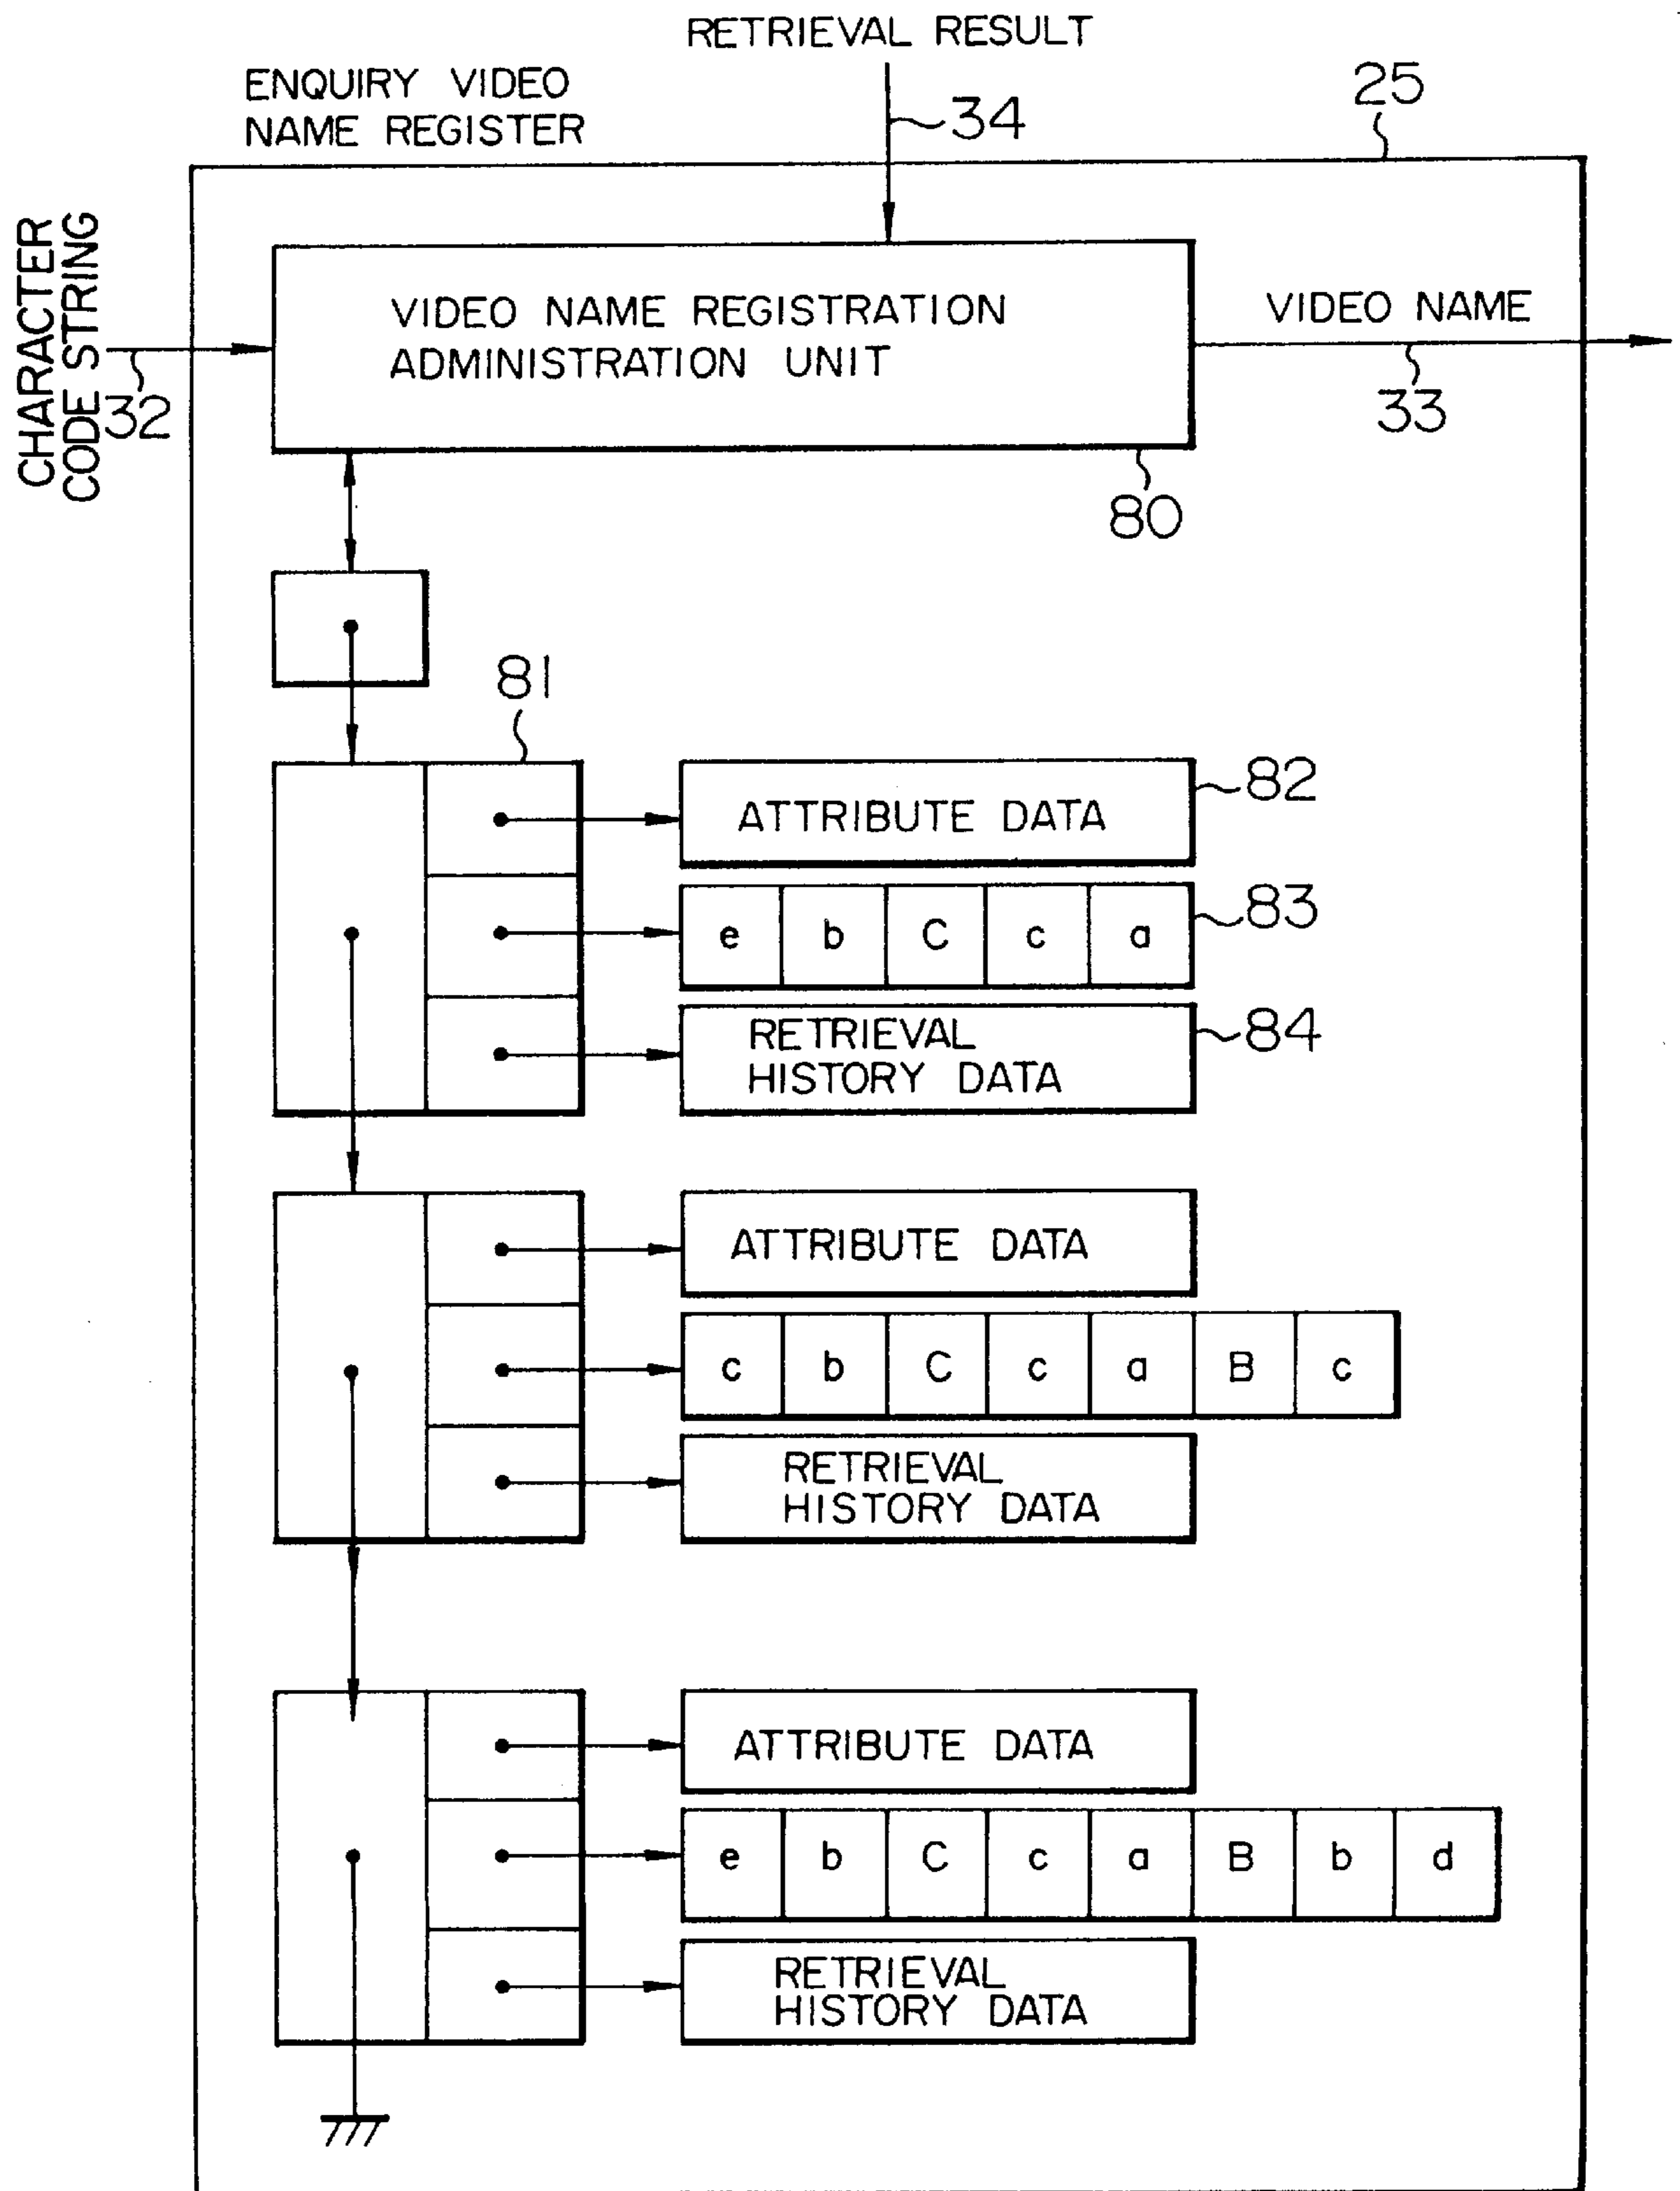 RETRIEVAL RESULT
ENQUIRY VIDEO
NAME REGISTER
34
25
CHARACTER
CODE STRING
32
VIDEO NAME REGISTRATION
ADMINISTRATION UNIT
VIDEO NAME
33
80
81
ATTRIBUTE DATA
82
e b C c a
83
RETRIEVAL
HISTORY DATA
84
ATTRIBUTE DATA
c b C c a B c
RETRIEVAL
HISTORY DATA
ATTRIBUTE DATA
e b C c a B b d
RETRIEVAL
HISTORY DATA